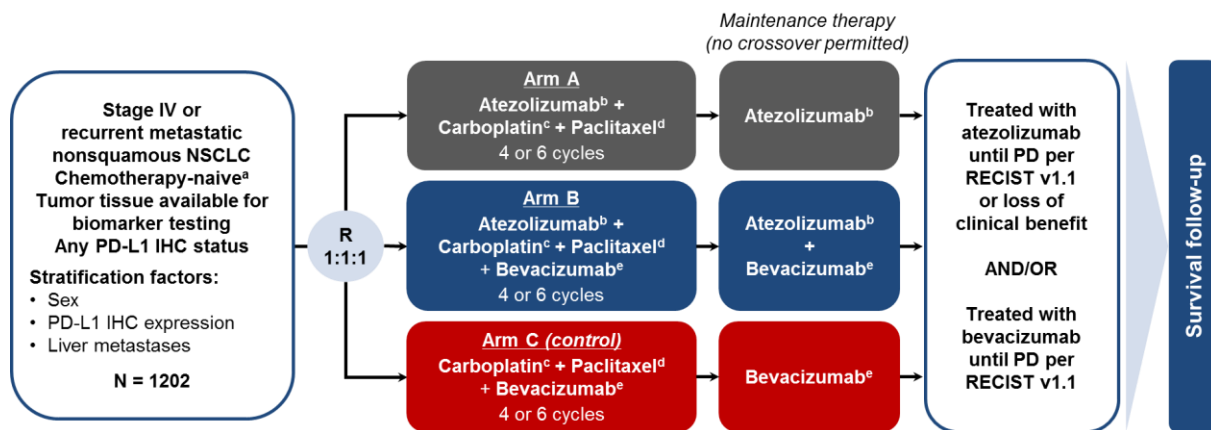 Maintenance therapy
(no crossover permitted)
Stage IV or
recurrent metastatic
nonsquamous NSCLC
Chemotherapy-naiveᵃ
Tumor tissue available for
biomarker testing
Any PD-L1 IHC status
Stratification factors:
• Sex
• PD-L1 IHC expression
• Liver metastases
N = 1202
R
1:1:1
Arm A
Atezolizumabᵇ +
Carboplatinᶜ + Paclitaxelᵈ
4 or 6 cycles
Atezolizumabᵇ
Arm B
Atezolizumabᵇ +
Carboplatinᶜ + Paclitaxelᵈ
+ Bevacizumabᵉ
4 or 6 cycles
Atezolizumabᵇ
+
Bevacizumabᵉ
Arm C (control)
Carboplatinᶜ + Paclitaxelᵈ
+ Bevacizumabᵉ
4 or 6 cycles
Bevacizumabᵉ
Treated with
atezolizumab
until PD per
RECIST v1.1
or loss of
clinical benefit
AND/OR
Treated with
bevacizumab
until PD per
RECIST v1.1
Survival follow-up